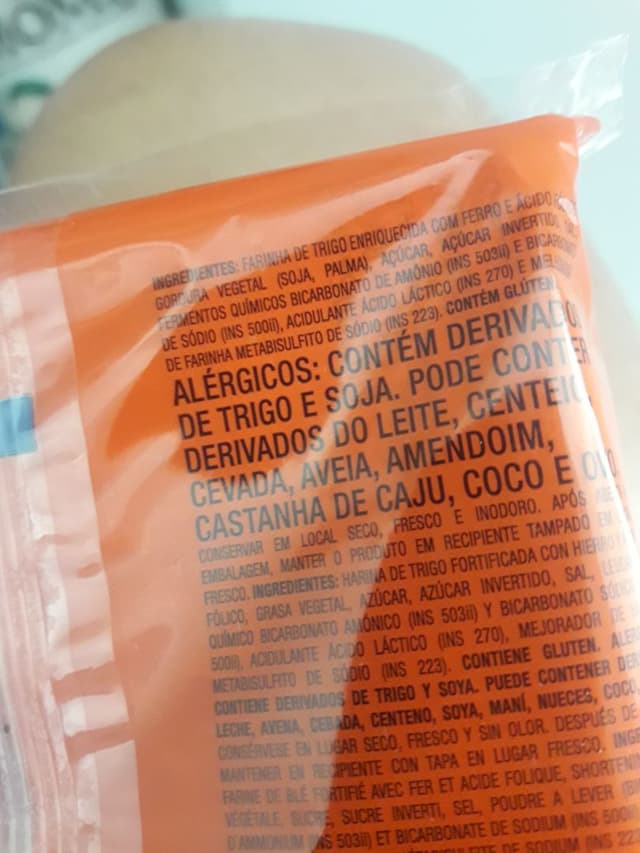 INGREDIENTES: FARINHA DE TRIGO ENRIQUECIDA COM FERRO E ÁCIDO
GORDURA VEGETAL (SOJA, PALMA), AÇÚCAR, AÇÚCAR INVERTIDO,
FERMENTOS QUÍMICOS BICARBONATO DE AMÔNIO (INS 503ii) E
DE SÓDIO (INS 500ii), ACIDULANTE ÁCIDO LÁCTICO (INS 270) E
DE FARINHA METABISULFITO DE SÓDIO (INS 223). CONTÉM GLÚTEN
ALÉRGICOS: CONTÉM DERIVADOS
DE TRIGO E SOJA. PODE CONTER
DERIVADOS DO LEITE, CENTEIO,
CEVADA, AVEIA, AMENDOIM,
CASTANHA DE CAJU, COCO E OVO
CONSERVAR EM LOCAL SECO, FRESCO E INODORO. APÓS
EMBALAGEM, MANTER O PRODUTO EM RECIPIENTE TAMPADO EM
FRESCO. INGREDIENTES: HARINA DE TRIGO FORTIFICADA CON HIERRO
FÓLICO, GRASA VEGETAL, AZÚCAR, AZÚCAR INVERTIDO, SAL,
QUÍMICO BICARBONATO AMÓNICO (INS 503ii) Y BICARBONATO
500ii), ACIDULANTE ÁCIDO LÁCTICO (INS 270), MEJORADOR DE
METABISULFITO DE SODIO (INS 223). CONTIENE GLUTEN.
CONTIENE DERIVADOS DE TRIGO Y SOYA. PUEDE CONTENER
LECHE, AVENA, CEBADA, CENTENO, SOYA, MANÍ, NUECES, COCO
CONSÉRVESE EN LUGAR SECO, FRESCO Y SIN OLOR. DESPUÉS DE
MANTENER EN RECIPIENTE CON TAPA EN LUGAR FRESCO.
FARINE DE BLÉ FORTIFIÉ AVEC FER ET ACIDE FOLIQUE,
VÉGÉTALE, SUCRE, SUCRE INVERTI, SEL, POUDRE A LEVER
D'AMMONIUM (INS 503ii) ET BICARBONATE DE SODIUM (INS